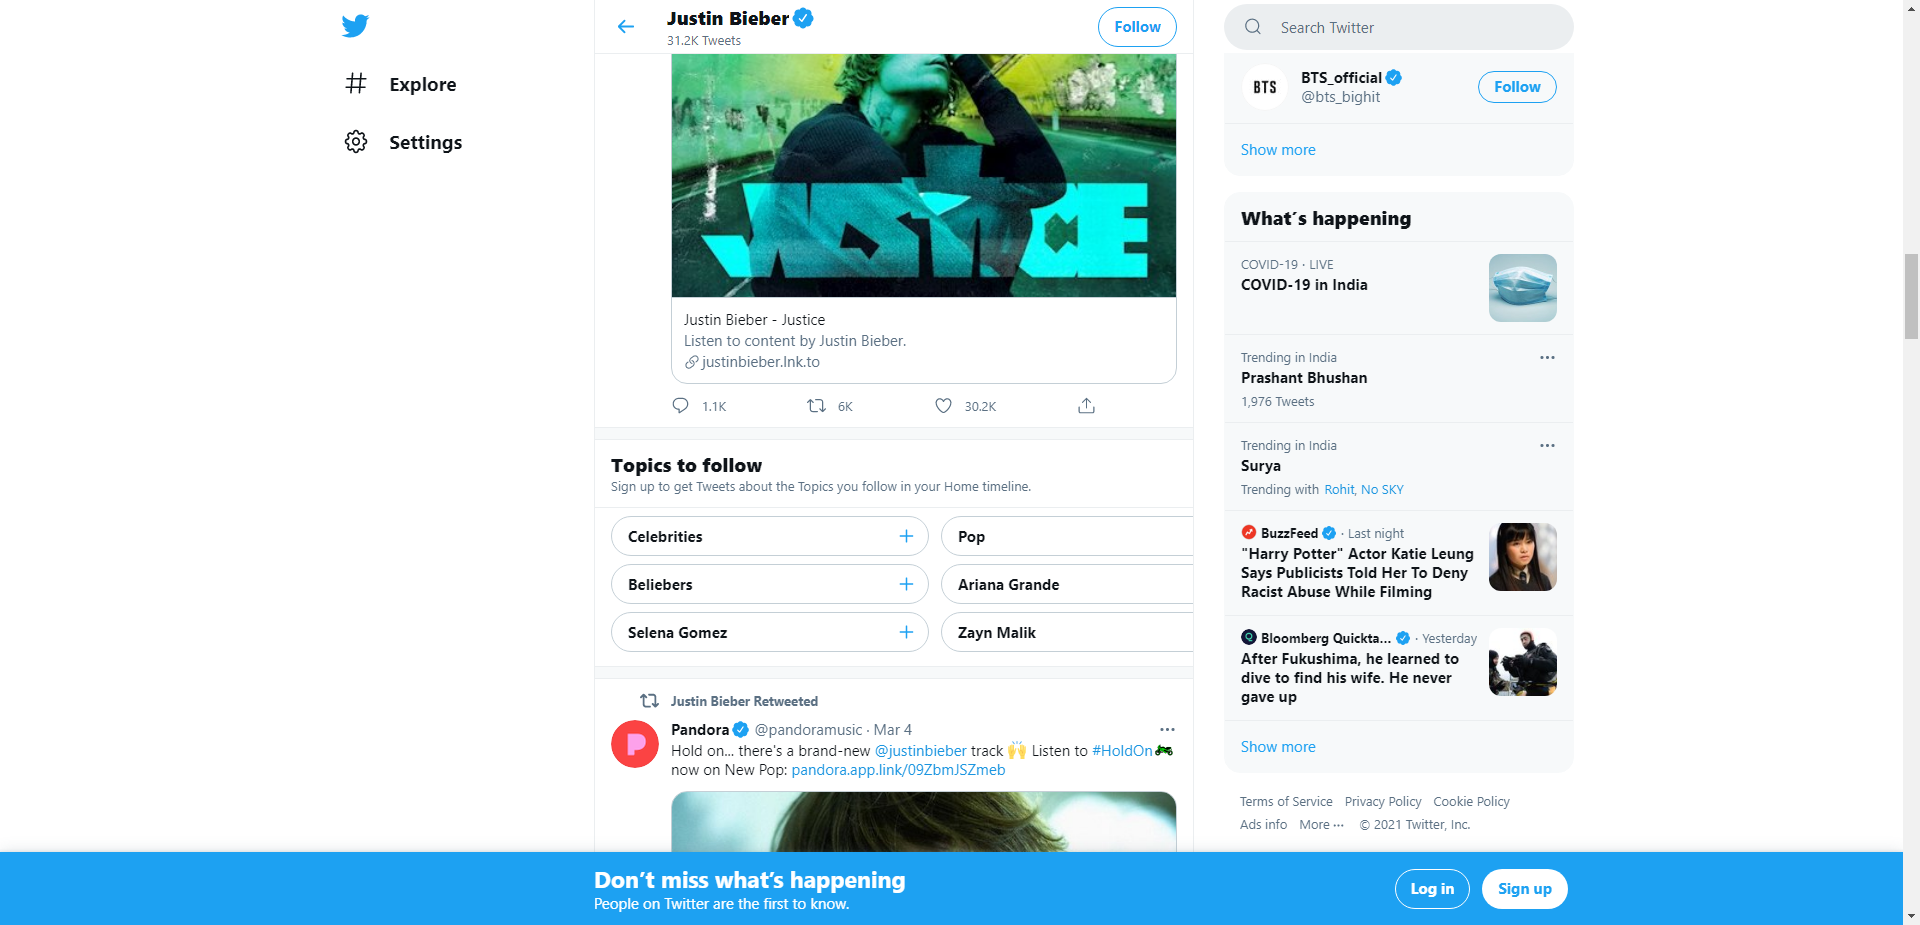 Explore
Settings
Justin Bieber
31.2K Tweets
Follow
JUSTICE
Justin Bieber - Justice
Listen to content by Justin Bieber.
justinbieber.lnk.to
1.1K 6K 30.2K
Topics to follow
Sign up to get Tweets about the Topics you follow in your Home timeline.
Celebrities + Pop
Beliebers + Ariana Grande
Selena Gomez + Zayn Malik
Justin Bieber Retweeted
P
Pandora @pandoramusic · Mar 4 ···
Hold on... there's a brand-new @justinbieber track 🙌 Listen to #HoldOn
now on New Pop: pandora.app.link/09ZbmJSZmeb
Search Twitter
BTS
BTS_official
@bts_bighit
Follow
Show more
What's happening
COVID-19 · LIVE
COVID-19 in India
Trending in India ···
Prashant Bhushan
1,976 Tweets
Trending in India ···
Surya
Trending with Rohit, No SKY
BuzzFeed · Last night
"Harry Potter" Actor Katie Leung
Says Publicists Told Her To Deny
Racist Abuse While Filming
Bloomberg Quickta... · Yesterday
After Fukushima, he learned to
dive to find his wife. He never
gave up
Show more
Terms of Service Privacy Policy Cookie Policy
Ads info More ··· © 2021 Twitter, Inc.
Don't miss what's happening
People on Twitter are the first to know.
Log in
Sign up